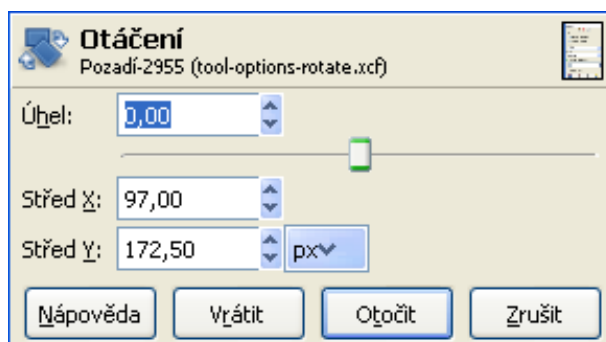 Otáčení
Pozadí-2955 (tool-options-rotate.xcf)
Úhel: 0,00
Střed X: 97,00
Střed Y: 172,50 px
Nápověda Vrátit Otočit Zrušit